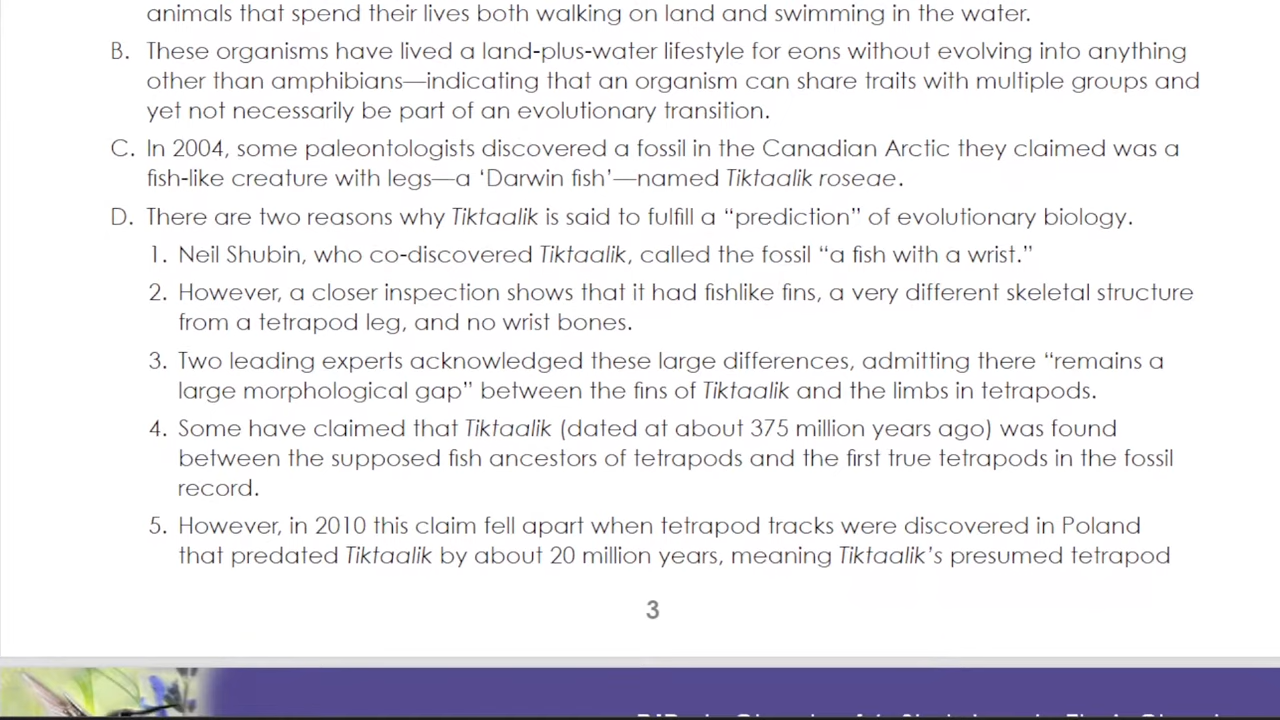 animals that spend their lives both walking on land and swimming in the water.
B. These organisms have lived a land-plus-water lifestyle for eons without evolving into anything
other than amphibians—indicating that an organism can share traits with multiple groups and
yet not necessarily be part of an evolutionary transition.
C. In 2004, some paleontologists discovered a fossil in the Canadian Arctic they claimed was a
fish-like creature with legs—a ‘Darwin fish’—named Tiktaalik roseae.
D. There are two reasons why Tiktaalik is said to fulfill a “prediction” of evolutionary biology.
1. Neil Shubin, who co-discovered Tiktaalik, called the fossil “a fish with a wrist.”
2. However, a closer inspection shows that it had fishlike fins, a very different skeletal structure
from a tetrapod leg, and no wrist bones.
3. Two leading experts acknowledged these large differences, admitting there “remains a
large morphological gap” between the fins of Tiktaalik and the limbs in tetrapods.
4. Some have claimed that Tiktaalik (dated at about 375 million years ago) was found
between the supposed fish ancestors of tetrapods and the first true tetrapods in the fossil
record.
5. However, in 2010 this claim fell apart when tetrapod tracks were discovered in Poland
that predated Tiktaalik by about 20 million years, meaning Tiktaalik’s presumed tetrapod
3